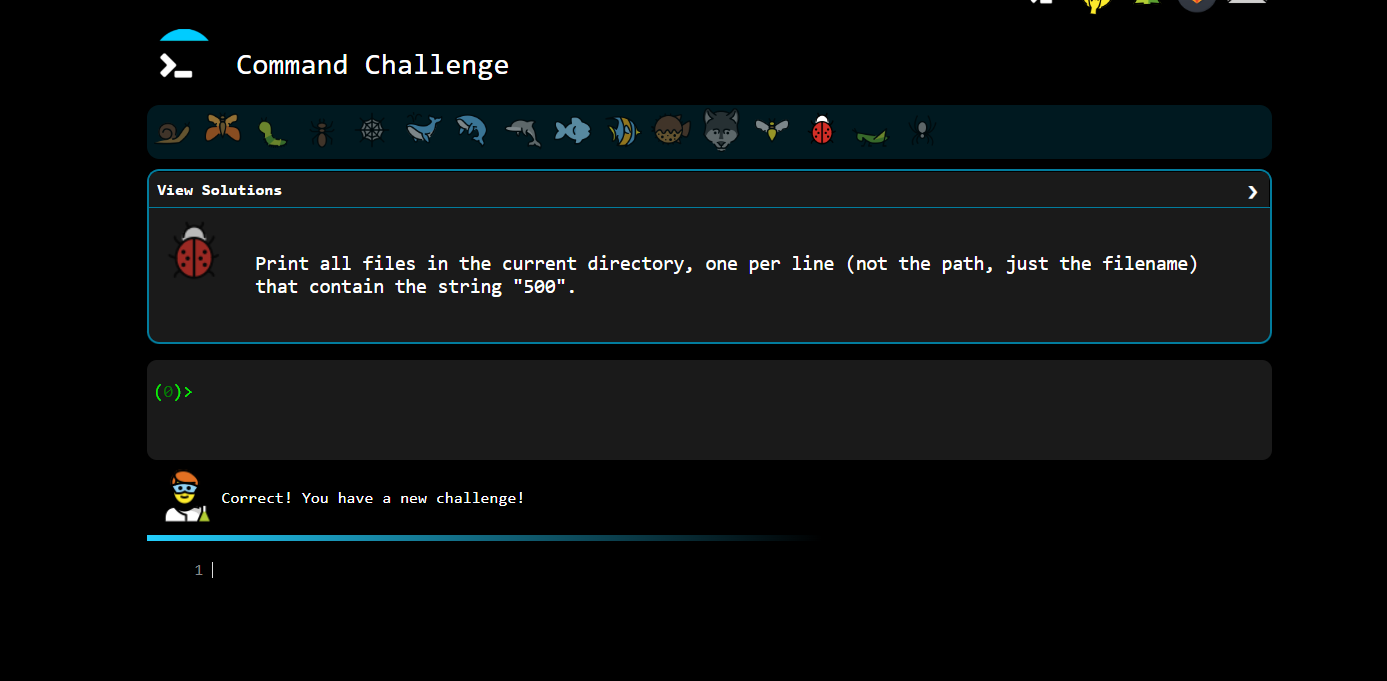 Command Challenge
View Solutions
Print all files in the current directory, one per line (not the path, just the filename)
that contain the string "500".
(0)>
Correct! You have a new challenge!
1